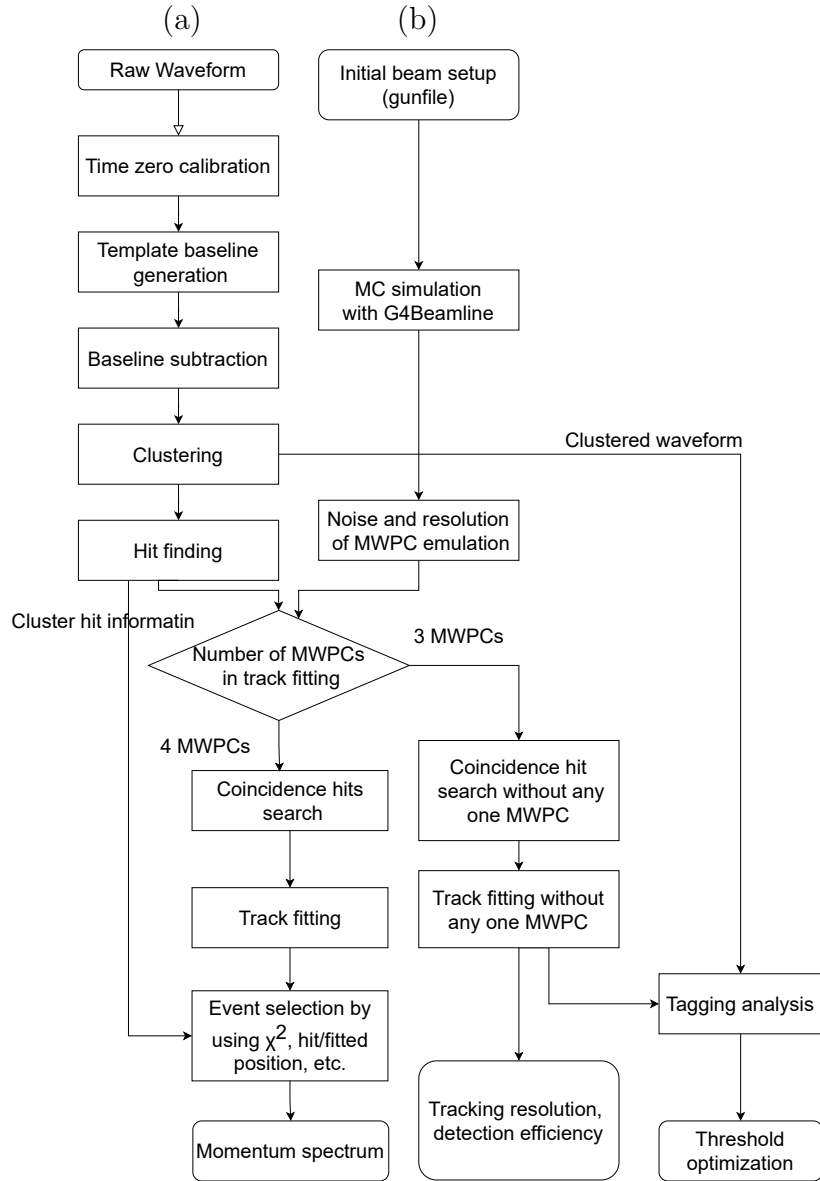 (a)
(b)
Raw Waveform
Initial beam setup
(gunfile)
Time zero calibration
Template baseline
generation
MC simulation
with G4Beamline
Baseline subtraction
Clustering
Clustered waveform
Hit finding
Noise and resolution
of MWPC emulation
Cluster hit informatin
Number of MWPCs
in track fitting
3 MWPCs
4 MWPCs
Coincidence hits
search
Coincidence hit
search without any
one MWPC
Track fitting
Track fitting without
any one MWPC
Event selection by
using χ², hit/fitted
position, etc.
Tagging analysis
Momentum spectrum
Tracking resolution,
detection efficiency
Threshold
optimization